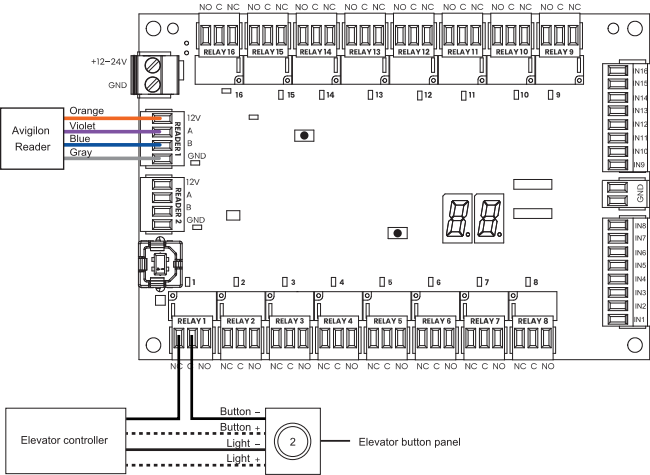 NO C NC NO C NC NO C NC NO C NC NO C NC NO C NC NO C NC NO C NC
RELAY 16 RELAY 15 RELAY 14 RELAY 13 RELAY 12 RELAY 11 RELAY 10 RELAY 9
+12–24V
GND
16 15 14 13 12 11 10 9
IN16
IN15
IN14
IN13
IN12
IN11
IN10
IN9
Avigilon
Reader
Orange
Violet
Blue
Gray
READER 1
12V
A
B
GND
READER 2
12V
A
B
GND
GND
IN8
IN7
IN6
IN5
IN4
IN3
IN2
IN1
1 2 3 4 5 6 7 8
RELAY 1 RELAY 2 RELAY 3 RELAY 4 RELAY 5 RELAY 6 RELAY 7 RELAY 8
NC C NO NC C NO NC C NO NC C NO NC C NO NC C NO NC C NO NC C NO
Elevator controller
Button –
Button +
Light –
Light +
2
Elevator button panel